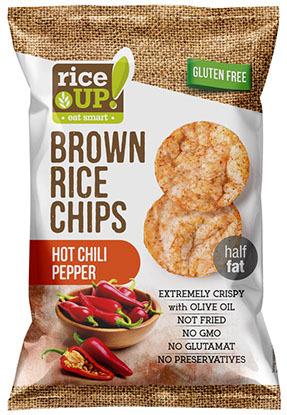 rice
UP!
eat smart
GLUTEN FREE
BROWN
RICE
CHIPS
HOT CHILI
PEPPER
half
fat
EXTREMELY CRISPY
with OLIVE OIL
NOT FRIED
NO GMO
NO GLUTAMAT
NO PRESERVATIVES